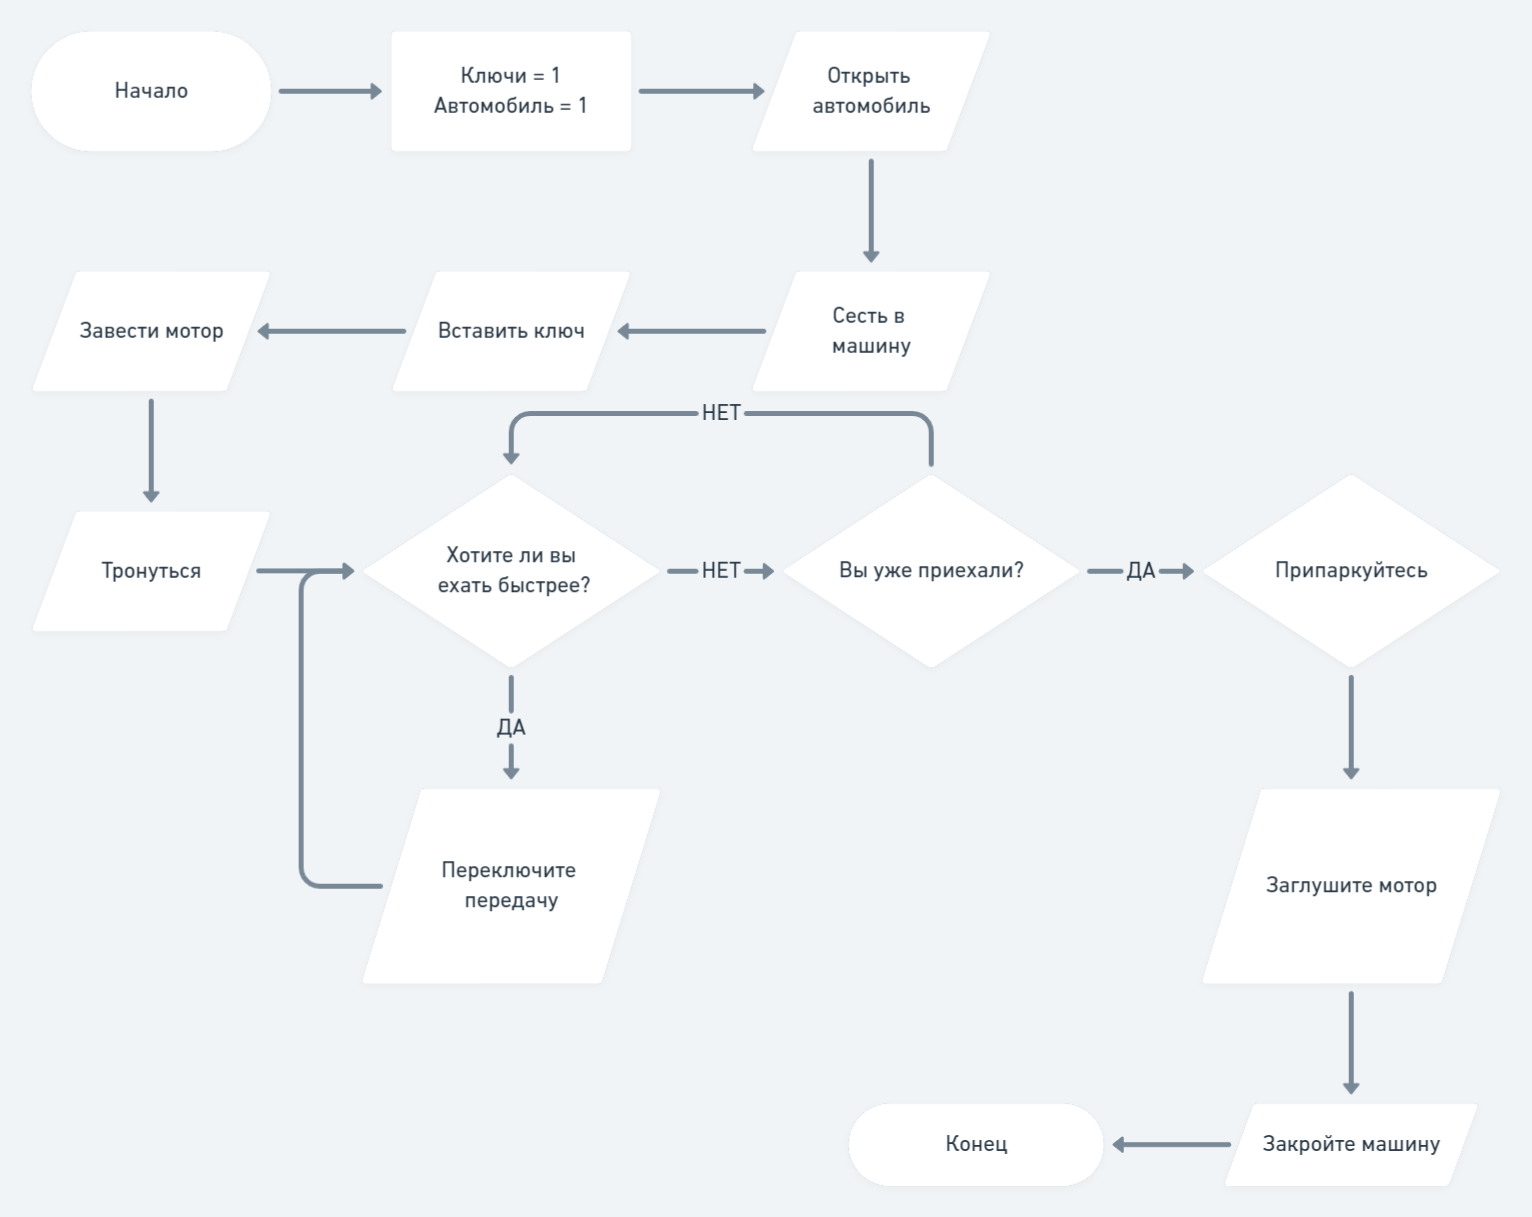 Начало
Ключи = 1
Автомобиль = 1
Открыть
автомобиль
Завести мотор
Вставить ключ
Сесть в
машину
НЕТ
Тронуться
Хотите ли вы
ехать быстрее?
НЕТ
Вы уже приехали?
ДА
Припаркуйтесь
ДА
Переключите
передачу
Заглушите мотор
Конец
Закройте машину